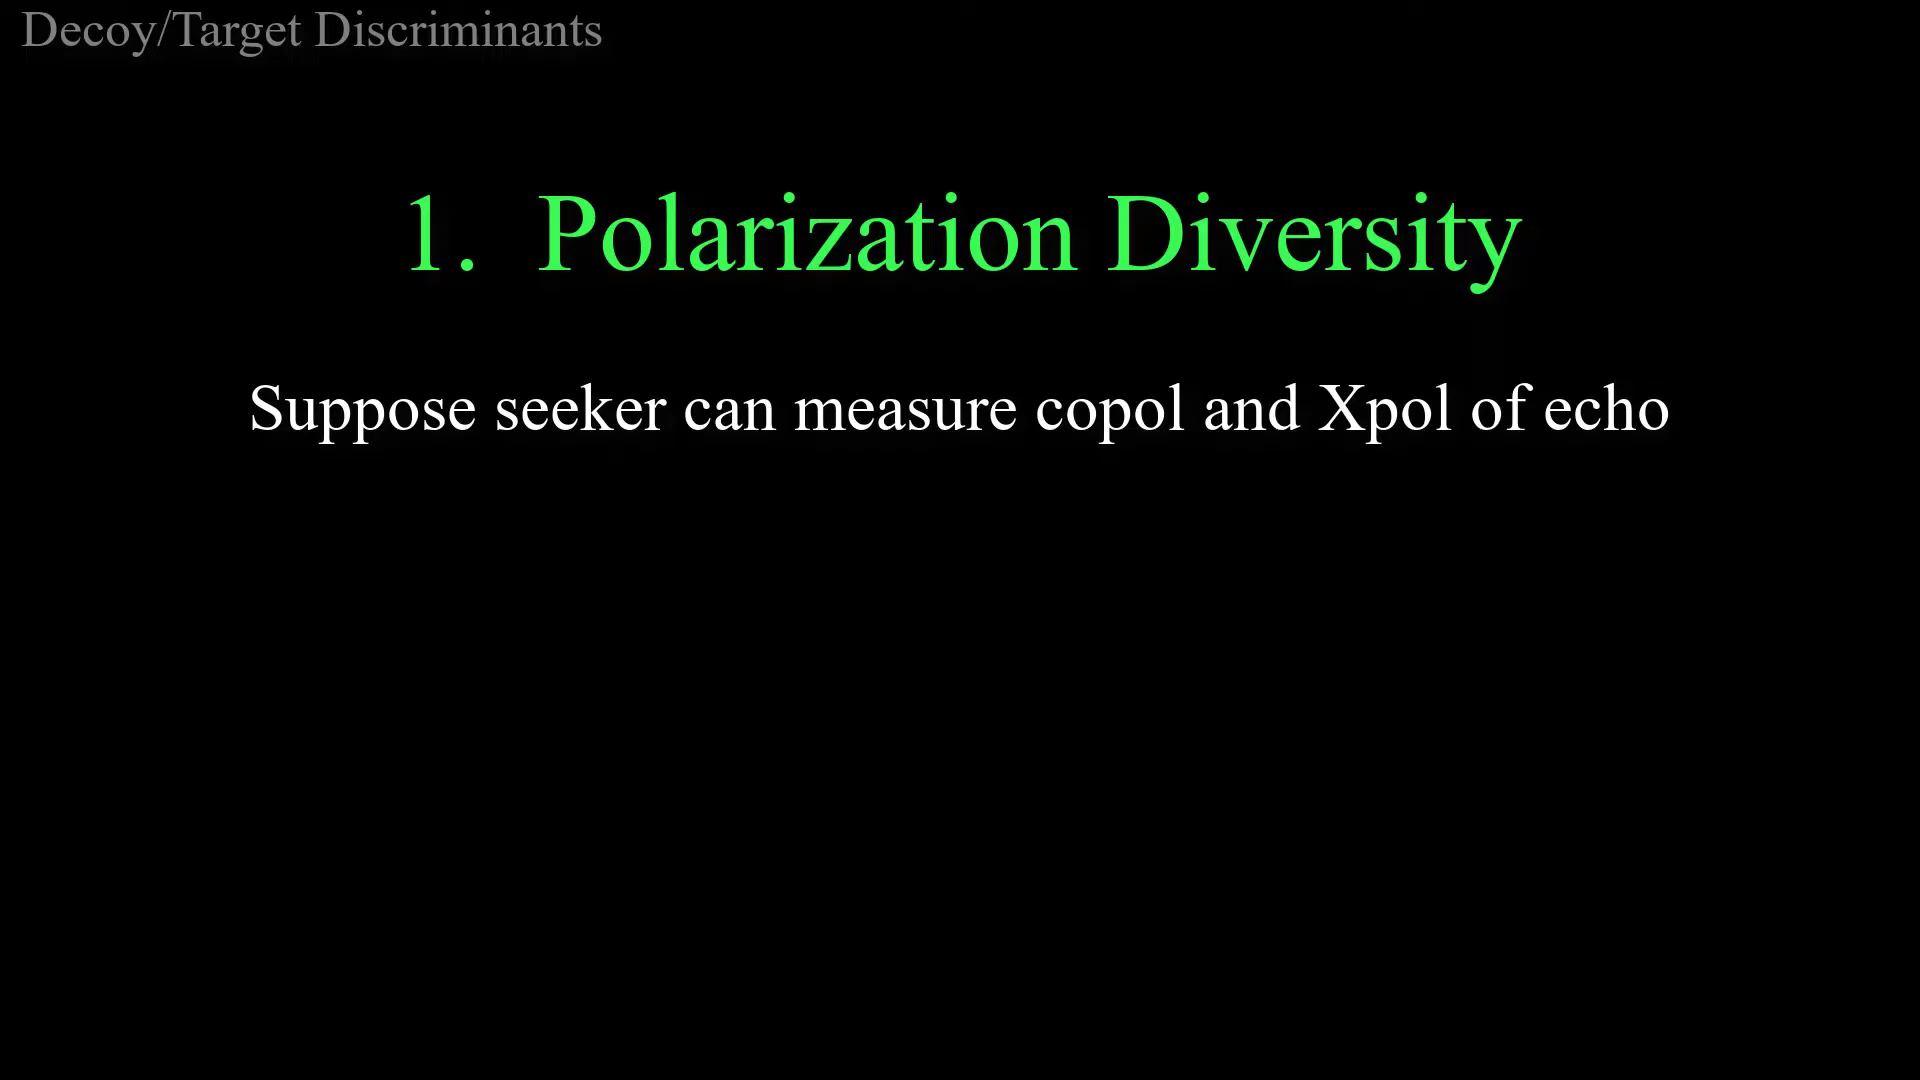 Decoy/Target Discriminants
1. Polarization Diversity
Suppose seeker can measure copol and Xpol of echo